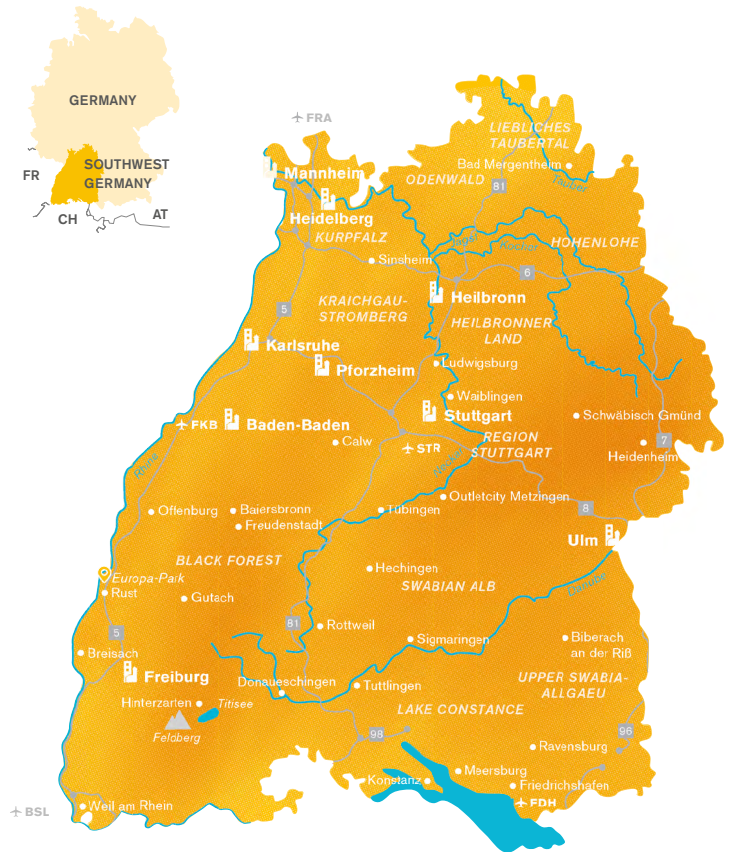 GERMANY
SOUTHWEST
GERMANY
FR
CH
AT
FRA
LIEBLICHES
TAUBERTAL
Bad Mergentheim
Mannheim
ODENWALD
81
Tauber
Heidelberg
KURPFALZ
Jagst
Kocher
HOHENLOHE
Sinsheim
6
KRAICHGAU-
STROMBERG
Heilbronn
5
HEILBRONNER
LAND
Karlsruhe
Ludwigsburg
Pforzheim
Waiblingen
Stuttgart
Schwäbisch Gmünd
FKB
Baden-Baden
Calw
STR
REGION
STUTTGART
7
Heidenheim
Rhine
Neckar
Outletcity Metzingen
Offenburg
Baiersbronn
Freudenstadt
Tübingen
8
Ulm
BLACK FOREST
Hechingen
SWABIAN ALB
Danube
Europa-Park
Rust
Gutach
5
81
Rottweil
Sigmaringen
Biberach
an der Riß
Breisach
Freiburg
Donaueschingen
Tuttlingen
UPPER SWABIA-
ALLGAEU
Hinterzarten
Titisee
LAKE CONSTANCE
Feldberg
98
96
Ravensburg
Konstanz
Meersburg
Friedrichshafen
FDH
BSL
Weil am Rhein